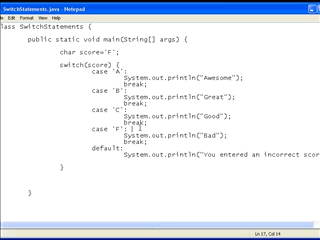 SwitchStatements.java - Notepad
Edit Format View Help
lass SwitchStatements {
public static void main(String[] args) {
char score='F';
switch(score) {
case 'A':
System.out.println("Awesome");
break;
case 'B':
System.out.println("Great");
break;
case 'C':
System.out.println("Good");
break;
case 'F':
System.out.println("Bad");
break;
default:
System.out.println("You entered an incorrect scor
}
}
Ln 17, Col 14